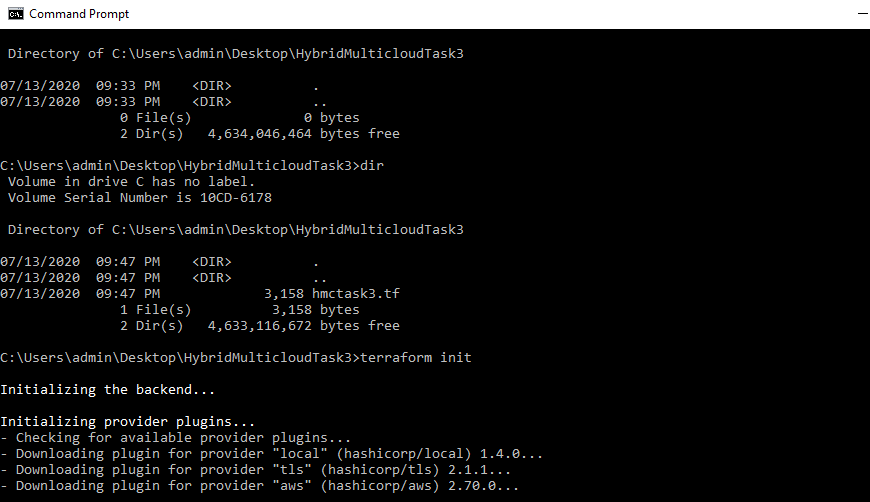 Command Prompt
Directory of C:\Users\admin\Desktop\HybridMulticloudTask3
07/13/2020  09:33 PM    <DIR>          .
07/13/2020  09:33 PM    <DIR>          ..
               0 File(s)              0 bytes
               2 Dir(s)   4,634,046,464 bytes free
C:\Users\admin\Desktop\HybridMulticloudTask3>dir
 Volume in drive C has no label.
 Volume Serial Number is 10CD-6178
 Directory of C:\Users\admin\Desktop\HybridMulticloudTask3
07/13/2020  09:47 PM    <DIR>          .
07/13/2020  09:47 PM    <DIR>          ..
07/13/2020  09:47 PM             3,158 hmctask3.tf
               1 File(s)          3,158 bytes
               2 Dir(s)   4,633,116,672 bytes free
C:\Users\admin\Desktop\HybridMulticloudTask3>terraform init
Initializing the backend...
Initializing provider plugins...
- Checking for available provider plugins...
- Downloading plugin for provider "local" (hashicorp/local) 1.4.0...
- Downloading plugin for provider "tls" (hashicorp/tls) 2.1.1...
- Downloading plugin for provider "aws" (hashicorp/aws) 2.70.0...